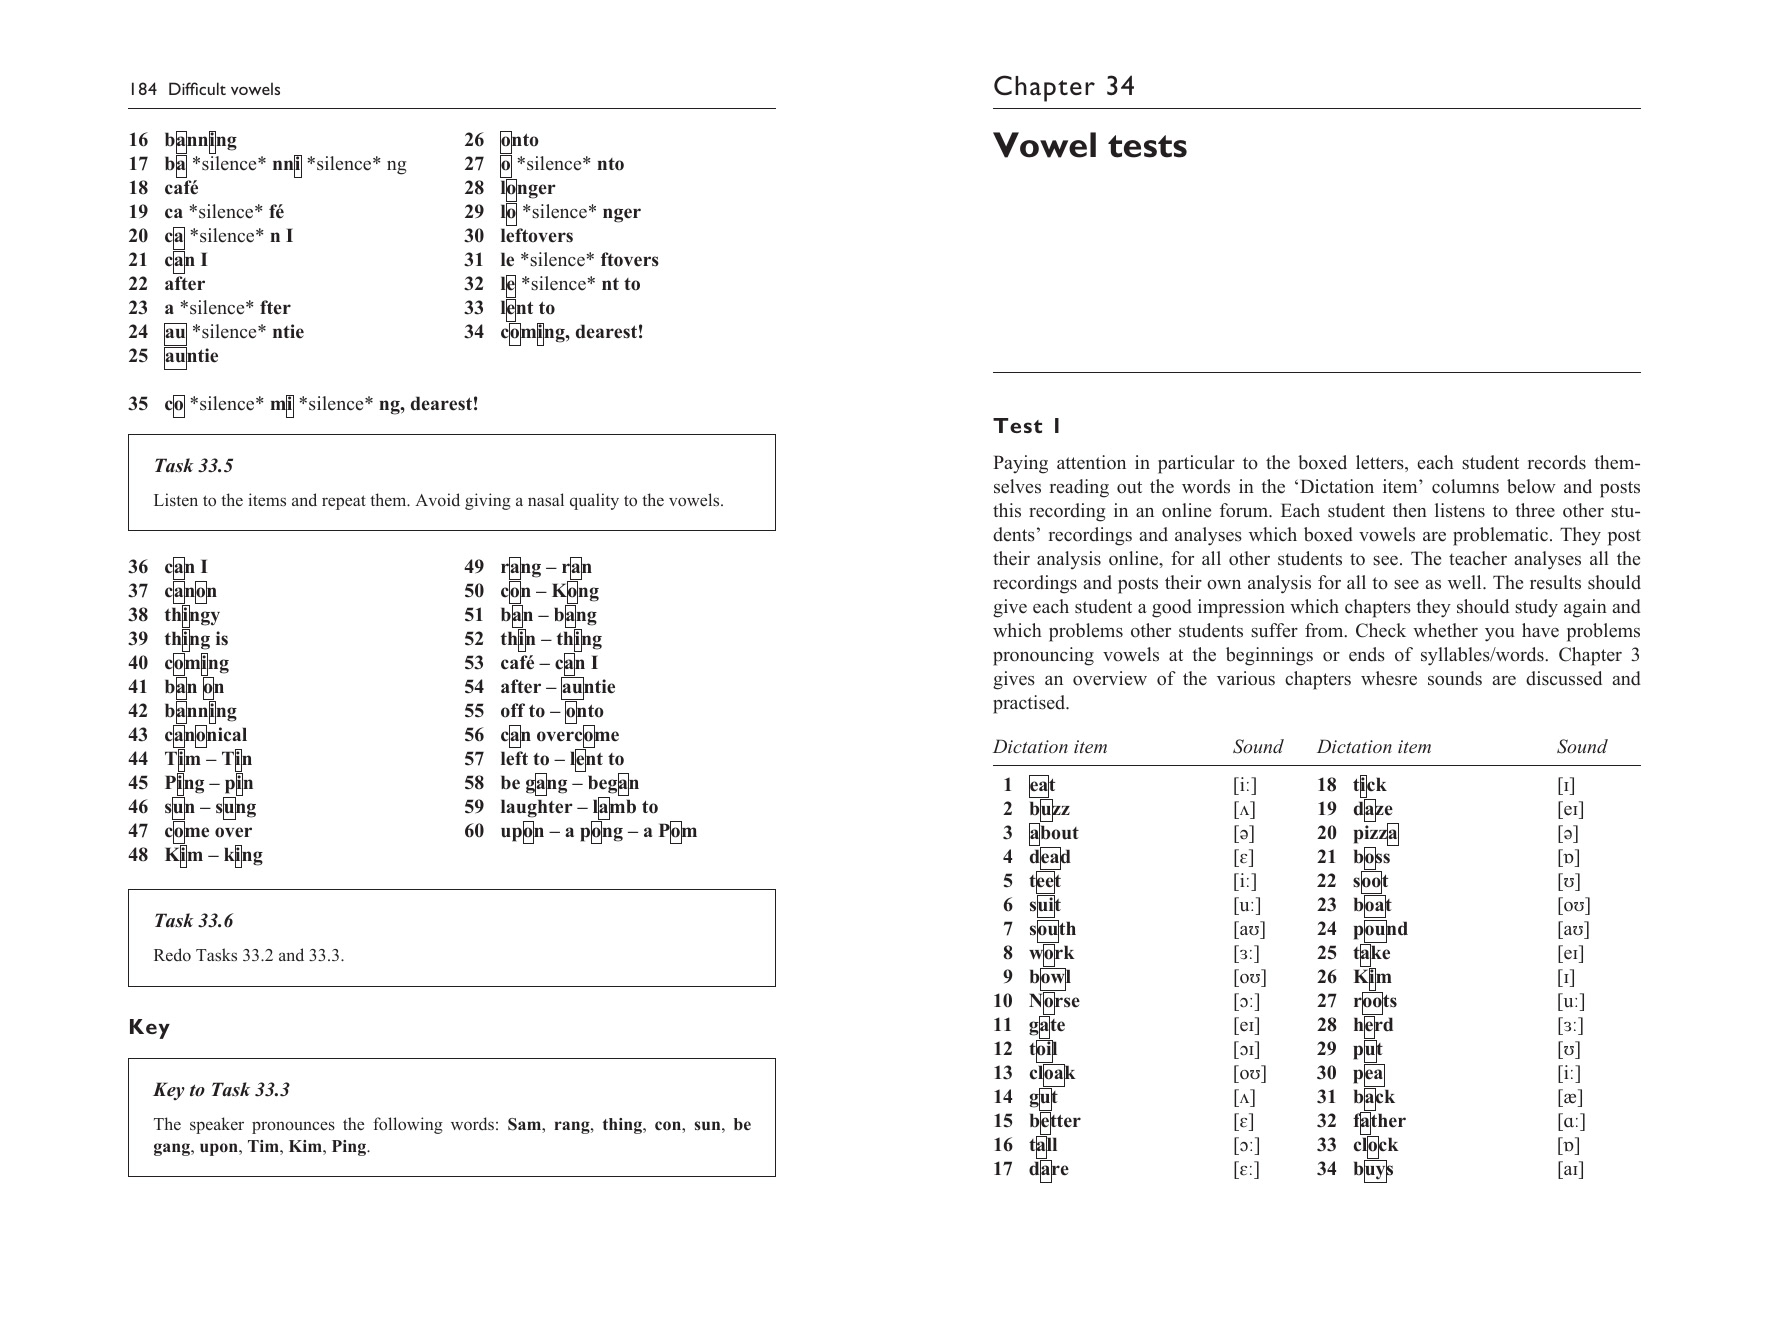 184 Difficult vowels
16 banning
17 ba *silence* nni *silence* ng
18 café
19 ca *silence* fé
20 ca *silence* n I
21 can I
22 after
23 a *silence* fter
24 au *silence* ntie
25 auntie
26 onto
27 o *silence* nto
28 longer
29 lo *silence* nger
30 leftovers
31 le *silence* ftovers
32 le *silence* nt to
33 lent to
34 coming, dearest!
35 co *silence* mi *silence* ng, dearest!
Task 33.5
Listen to the items and repeat them. Avoid giving a nasal quality to the vowels.
36 can I
37 canon
38 thingy
39 thing is
40 coming
41 ban on
42 banning
43 canonical
44 Tim – Tin
45 Ping – pin
46 sun – sung
47 come over
48 Kim – king
49 rang – ran
50 con – Kong
51 ban – bang
52 thin – thing
53 café – can I
54 after – auntie
55 off to – onto
56 can overcome
57 left to – lent to
58 be gang – began
59 laughter – lamb to
60 upon – a pong – a Pom
Task 33.6
Redo Tasks 33.2 and 33.3.
Key
Key to Task 33.3
The speaker pronounces the following words: Sam, rang, thing, con, sun, be
gang, upon, Tim, Kim, Ping.
Chapter 34
Vowel tests
Test 1
Paying attention in particular to the boxed letters, each student records them-
selves reading out the words in the ‘Dictation item’ columns below and posts
this recording in an online forum. Each student then listens to three other stu-
dents’ recordings and analyses which boxed vowels are problematic. They post
their analysis online, for all other students to see. The teacher analyses all the
recordings and posts their own analysis for all to see as well. The results should
give each student a good impression which chapters they should study again and
which problems other students suffer from. Check whether you have problems
pronouncing vowels at the beginnings or ends of syllables/words. Chapter 3
gives an overview of the various chapters whesre sounds are discussed and
practised.
Dictation item Sound Dictation item Sound
1 eat [iː] 18 tick [ɪ]
2 buzz [ʌ] 19 daze [eɪ]
3 about [ə] 20 pizza [ə]
4 dead [ɛ] 21 boss [ɒ]
5 teet [iː] 22 soot [ʊ]
6 suit [uː] 23 boat [oʊ]
7 south [aʊ] 24 pound [aʊ]
8 work [ɜː] 25 take [eɪ]
9 bowl [oʊ] 26 Kim [ɪ]
10 Norse [ɔː] 27 roots [uː]
11 gate [eɪ] 28 herd [ɜː]
12 toil [ɔɪ] 29 put [ʊ]
13 cloak [oʊ] 30 pea [iː]
14 gut [ʌ] 31 back [æ]
15 better [ɛ] 32 father [ɑː]
16 tall [ɔː] 33 clock [ɒ]
17 dare [ɛː] 34 buys [aɪ]